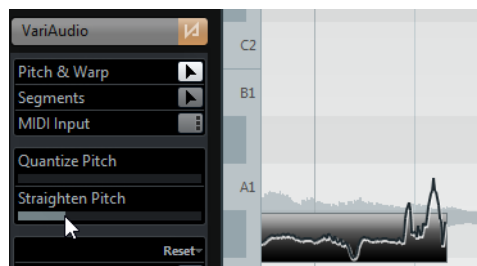 VariAudio
Pitch & Warp
Segments
MIDI Input
Quantize Pitch
Straighten Pitch
Reset
C2
B1
A1